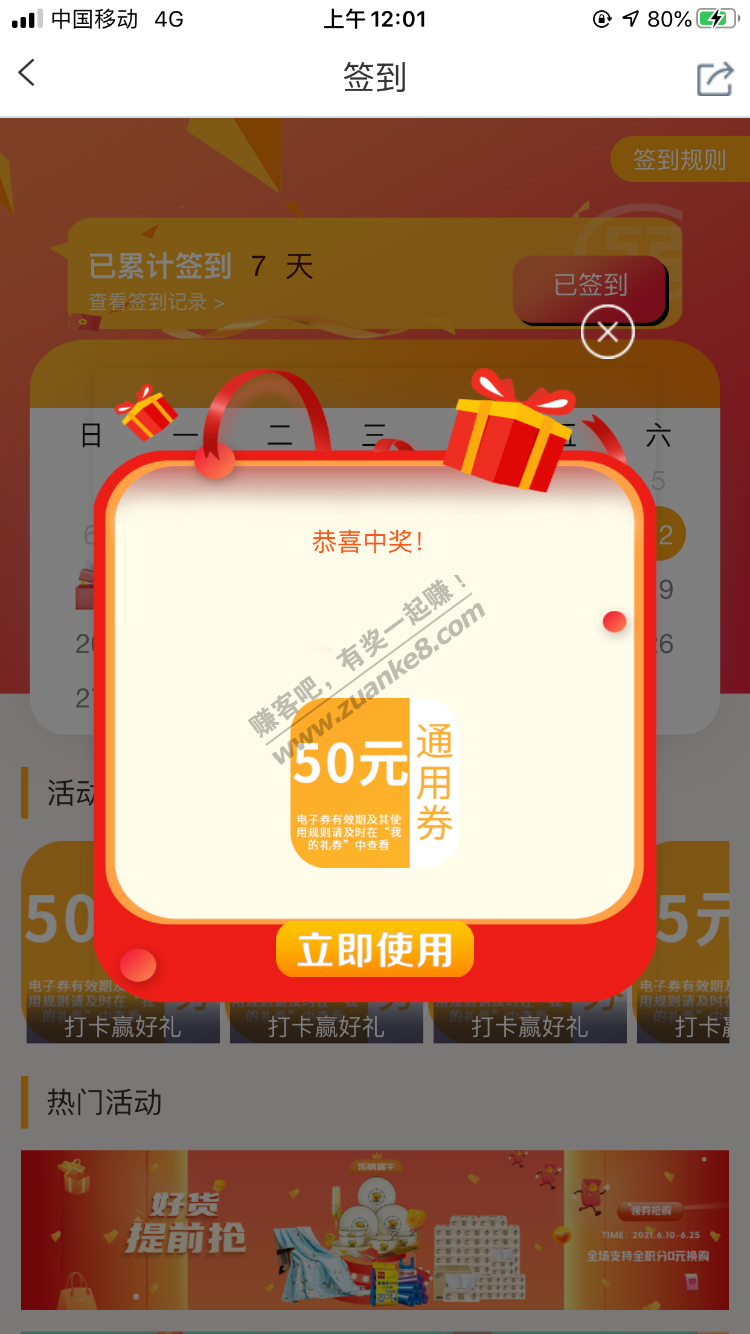 中国移动 4G 上午12:01 80%
签到
签到规则
已累计签到 7 天
查看签到记录 >
已签到
日 一 二 三 五 六
5
6 2
9
20 26
27
恭喜中奖!
赚客吧，有奖一起赚！
www.zuanke8.com
50元
通用券
电子券有效期及其使
用规则请及时在“我
的礼券”中查看
立即使用
活动
50 5元
电子券有效期及 电子券有效期及其
用规则请及时在“我 用规则请及时
打卡赢好礼 打卡赢好礼 打卡赢好礼 打卡赢
热门活动
浓情端午
好货
提前抢
领券抢购
TIME: 2021.6.10-6.25
全场支持全积分0元换购